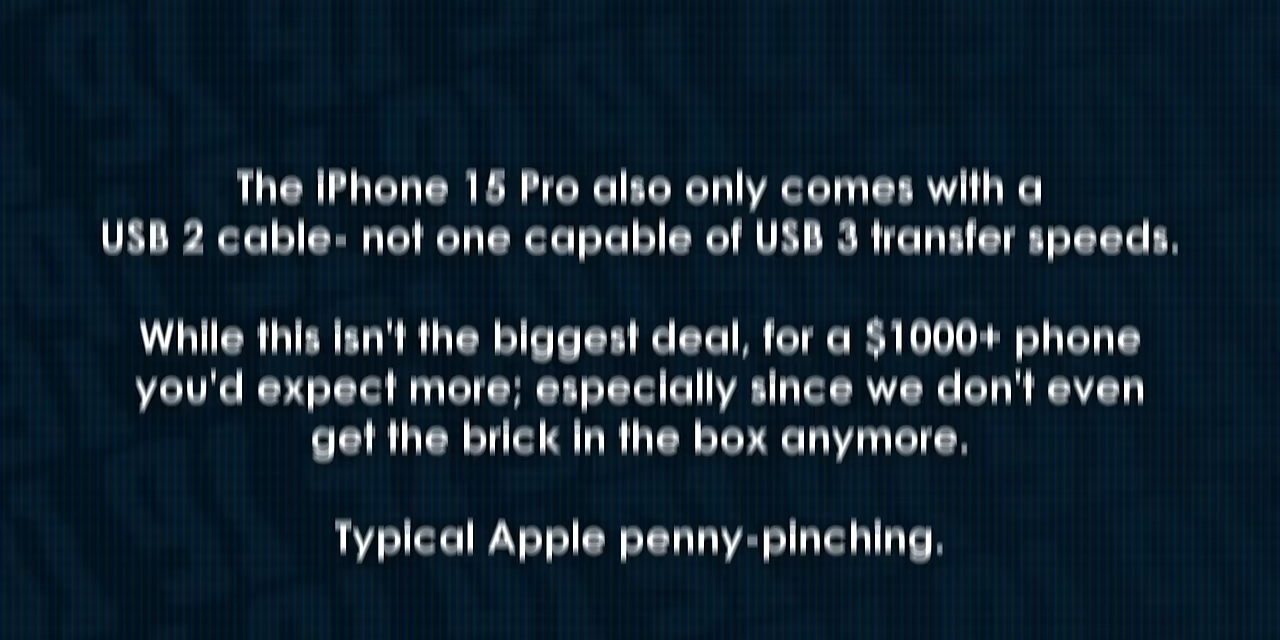 The iPhone 15 Pro also only comes with a
USB 2 cable- not one capable of USB 3 transfer speeds.
While this isn't the biggest deal, for a $1000+ phone
you'd expect more; especially since we don't even
get the brick in the box anymore.
Typical Apple penny-pinching.